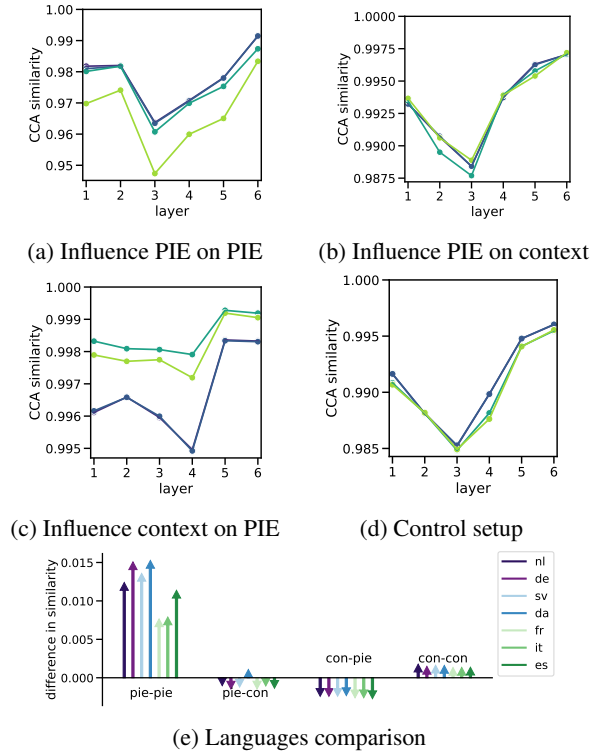 1.00
0.99
0.98
0.97
0.96
0.95
CCA similarity
1 2 3 4 5 6
layer
(a) Influence PIE on PIE
1.0000
0.9975
0.9950
0.9925
0.9900
0.9875
CCA similarity
1 2 3 4 5 6
layer
(b) Influence PIE on context
1.000
0.999
0.998
0.997
0.996
0.995
CCA similarity
1 2 3 4 5 6
layer
(c) Influence context on PIE
1.000
0.995
0.990
0.985
CCA similarity
1 2 3 4 5 6
layer
(d) Control setup
difference in similarity
0.015
0.010
0.005
0.000
pie-pie
pie-con
con-pie
con-con
nl
de
sv
da
fr
it
es
(e) Languages comparison